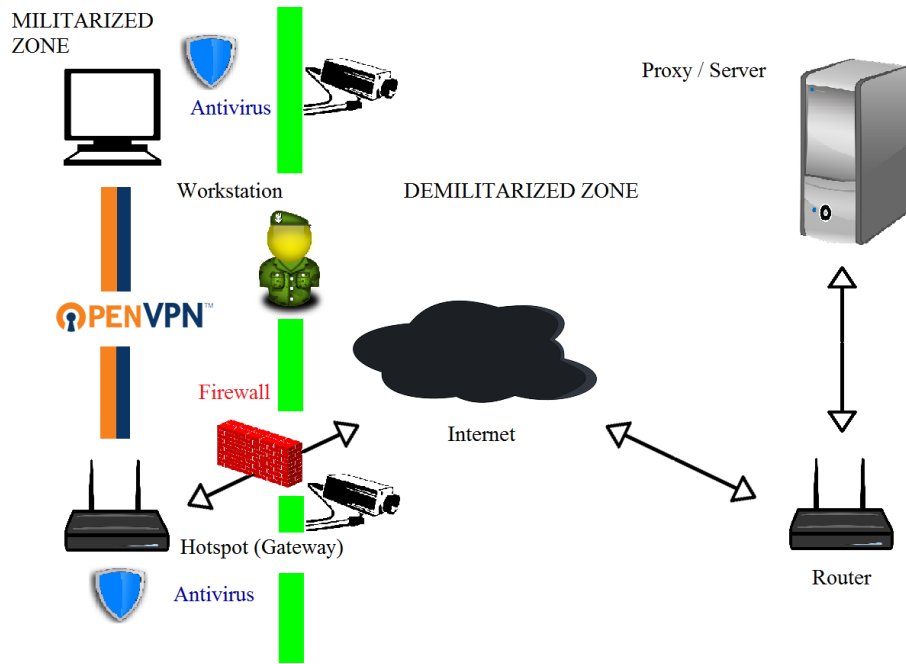 MILITARIZED
ZONE
Antivirus
Proxy / Server
Workstation
DEMILITARIZED ZONE
OPENVPN™
Firewall
Internet
Hotspot (Gateway)
Antivirus
Router